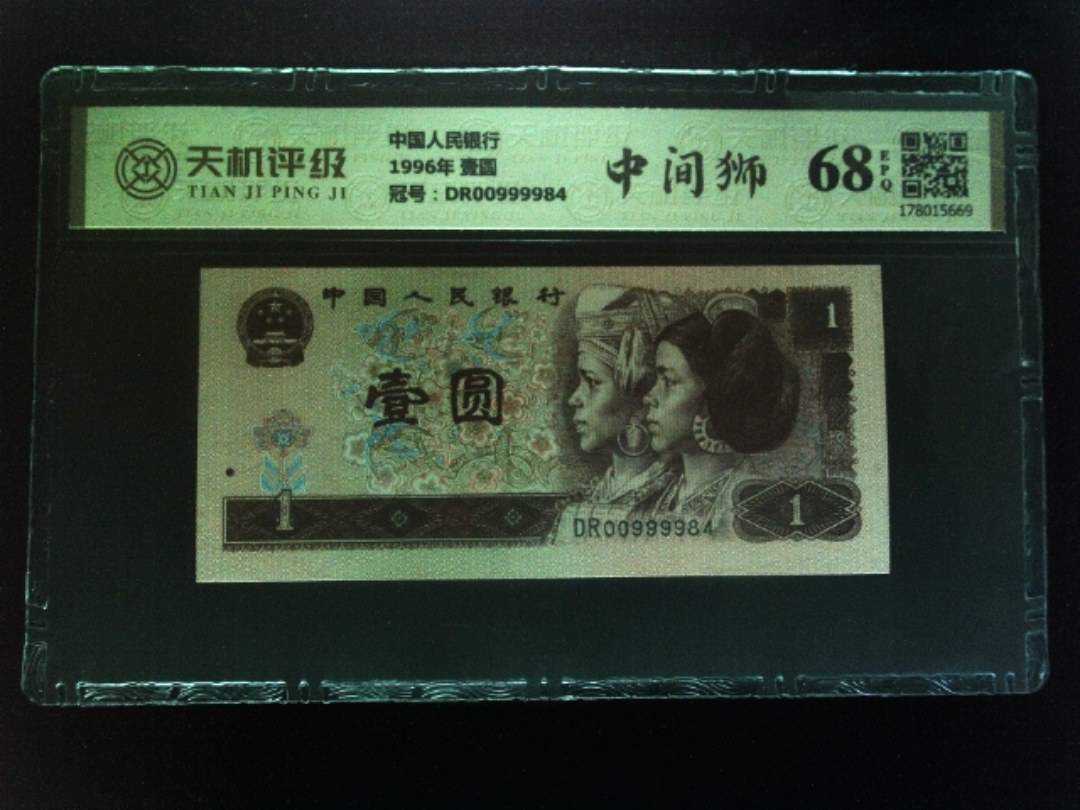 天机评级
TIAN JI PING JI
中国人民银行
1996年 壹圆
冠号：DR00999984
中间狮
68
EPQ
178015669
中国人民银行
1
壹圆
1
DR00999984
1